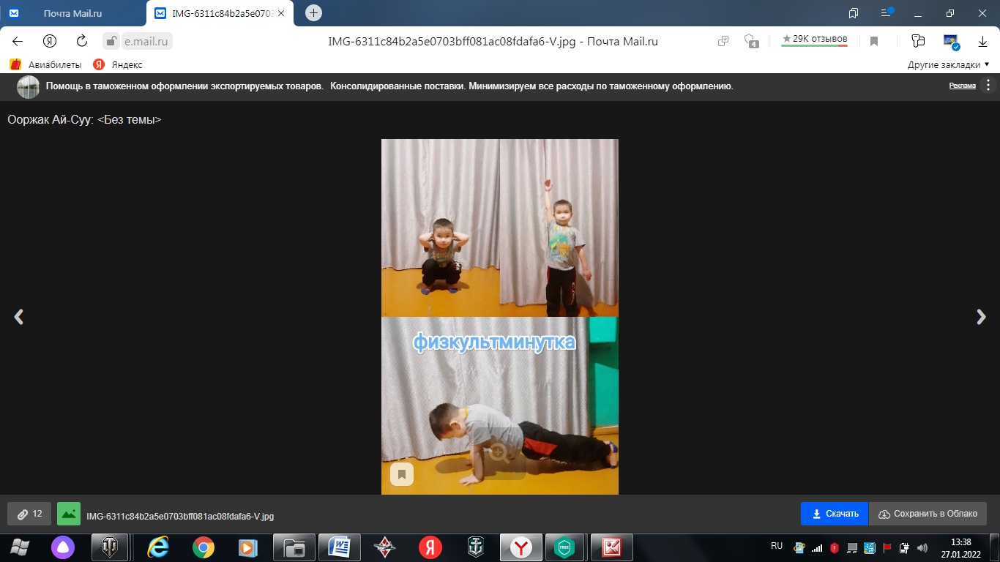 Почта Mail.ru
IMG-6311c84b2a5e0703
e.mail.ru
IMG-6311c84b2a5e0703bff081ac08fdafa6-V.jpg - Почта Mail.ru
4
★ 29K отзывов
Авиабилеты
Я Яндекс
Другие закладки
Помощь в таможенном оформлении экспортируемых товаров. Консолидированные поставки. Минимизируем все расходы по таможенному оформлению.
Реклама
Ооржак Ай-Суу: <Без темы>
физкультминутка
12
IMG-6311c84b2a5e0703bff081ac08fdafa6-V.jpg
Скачать
Сохранить в Облако
Я
Y
FREE
RU
13:38
27.01.2022